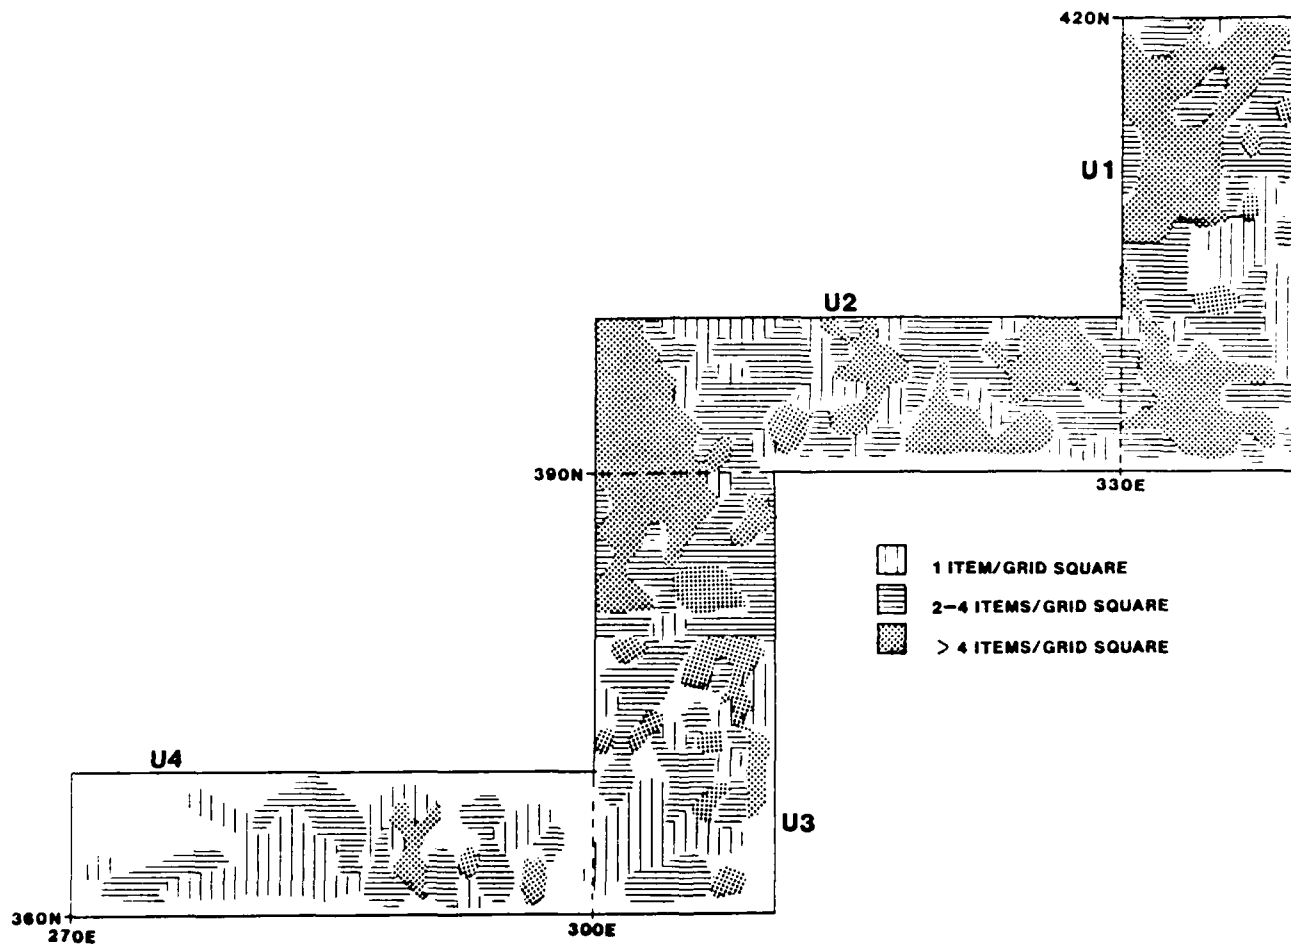 420N
U1
U2
390N
330E
1 ITEM/GRID SQUARE
2-4 ITEMS/GRID SQUARE
> 4 ITEMS/GRID SQUARE
U4
U3
360N
270E
300E